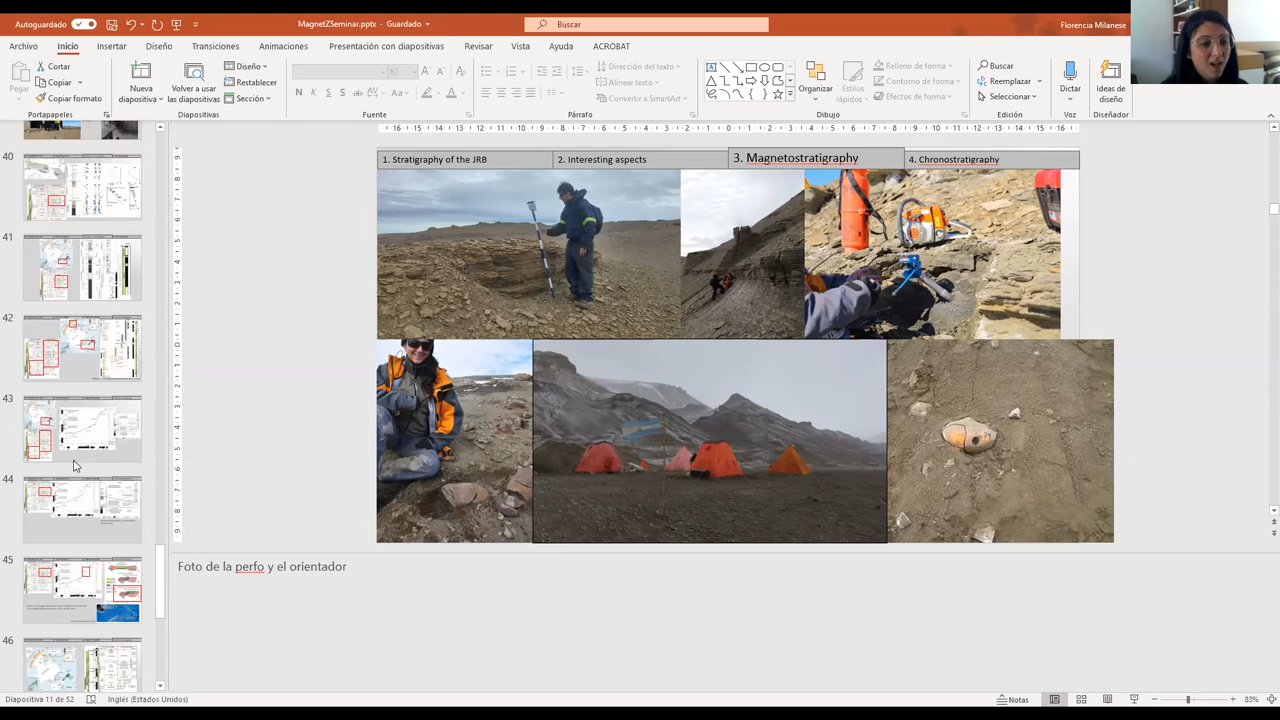 Autoguardado
MagnetZSeminar.pptx - Guardado
Buscar
Florencia Milanese
Archivo Inicio Insertar Diseño Transiciones Animaciones Presentación con diapositivas Revisar Vista Ayuda ACROBAT
Pegar
Cortar
Copiar
Copiar formato
Portapapeles
Nueva diapositiva
Volver a usar las diapositivas
Diseño
Restablecer
Sección
Diapositivas
Fuente
Dirección del texto
Alinear texto
Convertir a SmartArt
Párrafo
Organizar
Estilos rápidos
Relleno de forma
Contorno de forma
Efectos de forma
Dibujo
Buscar
Reemplazar
Seleccionar
Edición
Dictar
Voz
Ideas de diseño
Diseñador
40
41
42
43
44
45
46
1. Stratigraphy of the JRB
2. Interesting aspects
3. Magnetostratigraphy
4. Chronostratigraphy
Foto de la perfo y el orientador
Diapositiva 11 de 52
Inglés (Estados Unidos)
Notas
83%